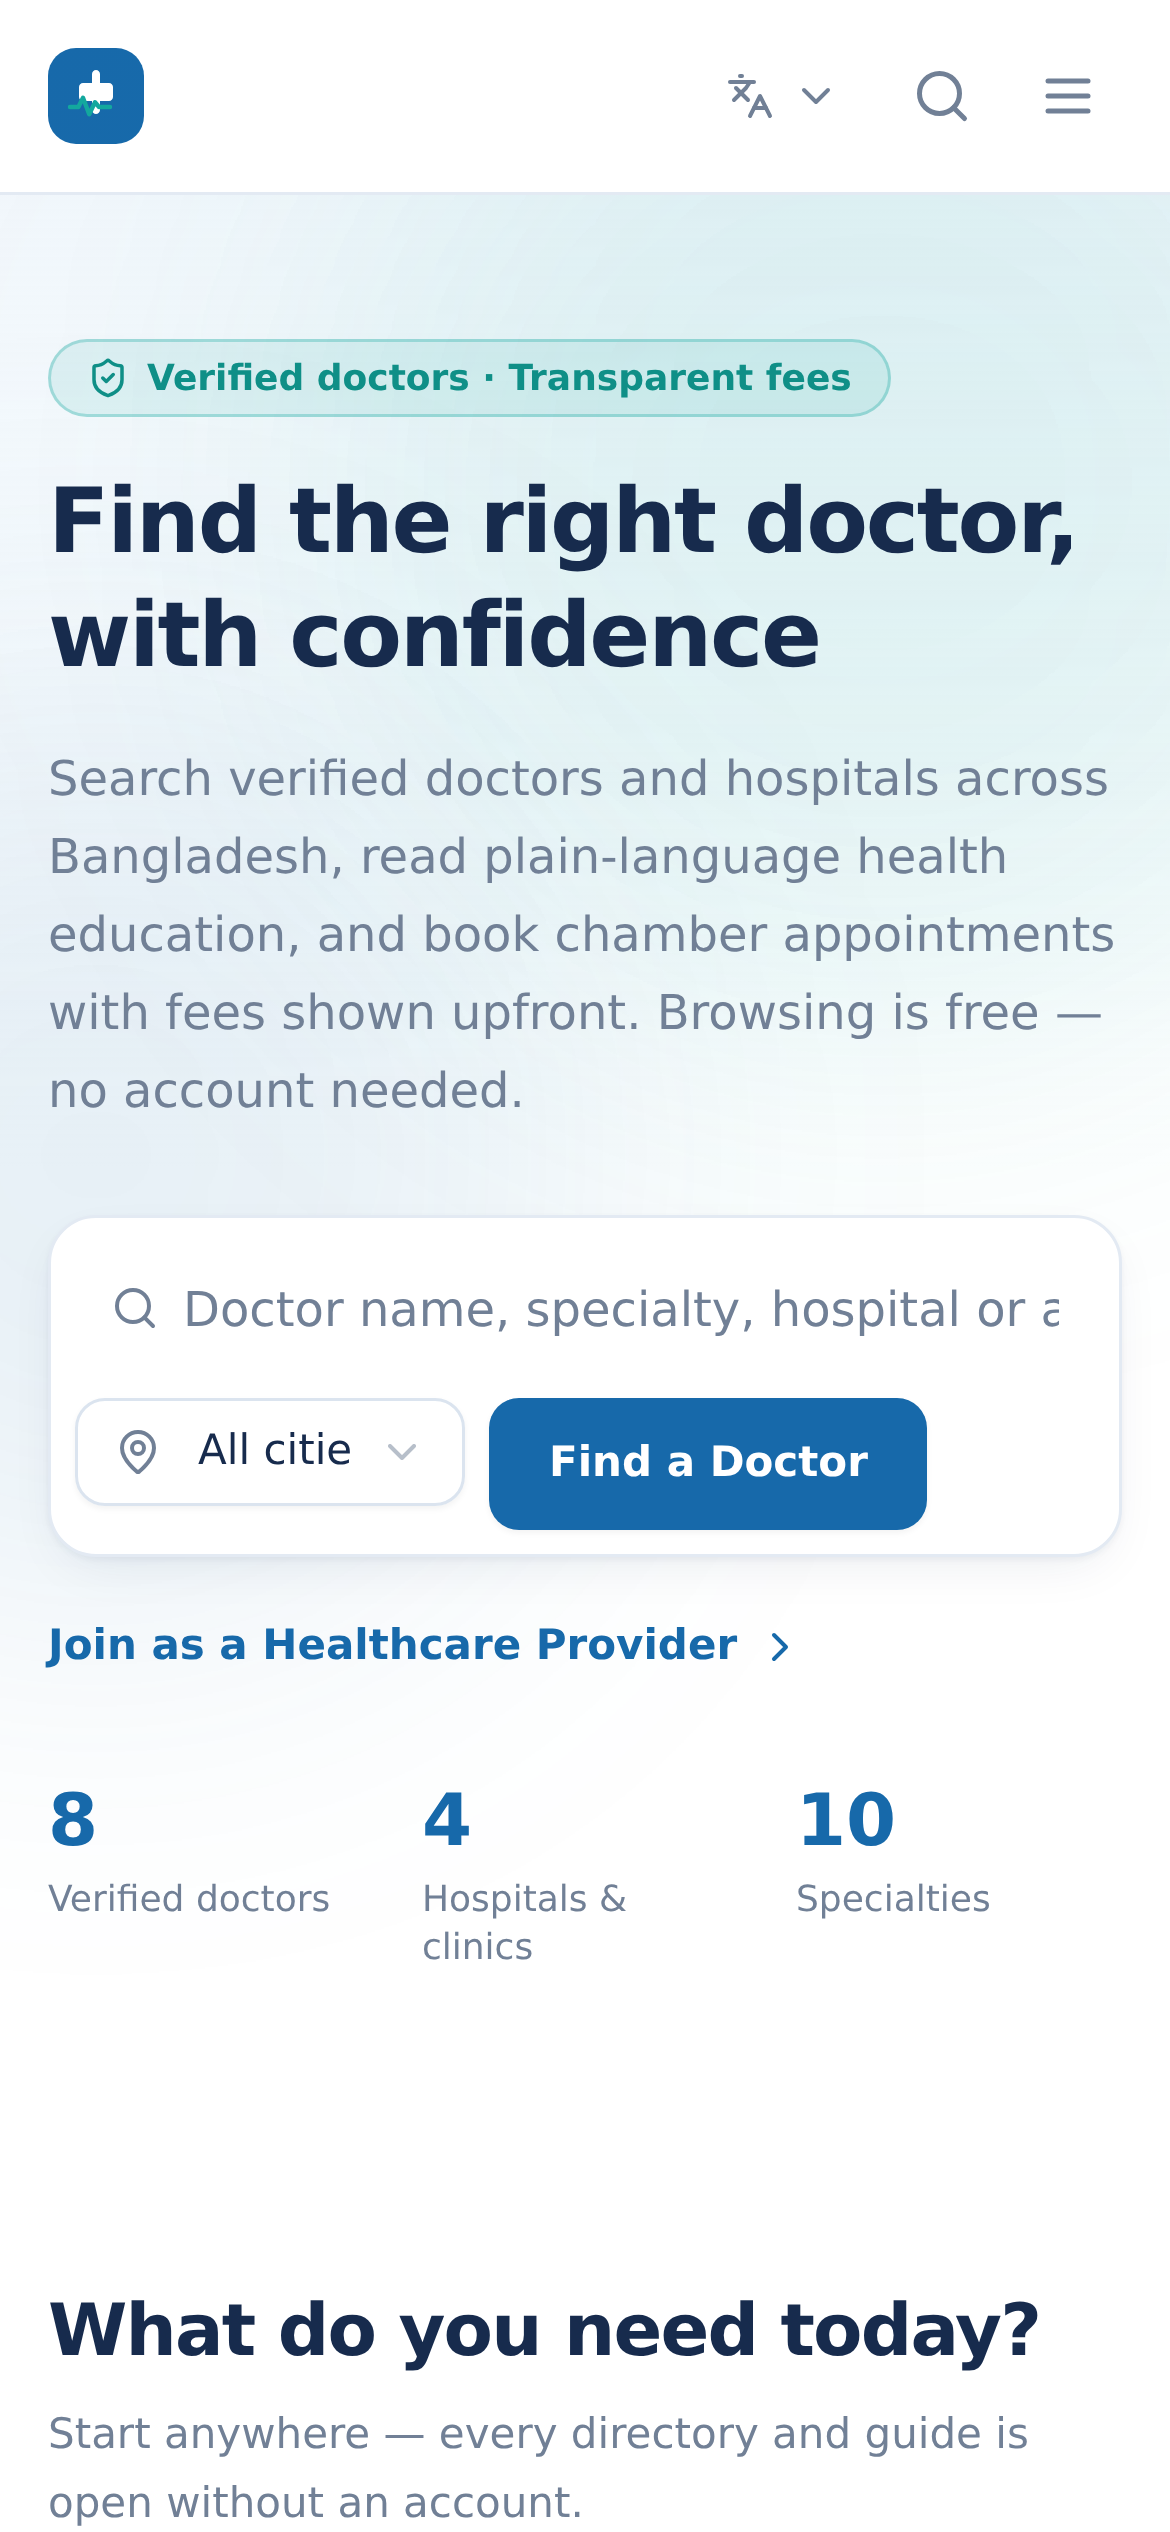 Verified doctors · Transparent fees
Find the right doctor,
with confidence
Search verified doctors and hospitals across
Bangladesh, read plain-language health
education, and book chamber appointments
with fees shown upfront. Browsing is free —
no account needed.
Doctor name, specialty, hospital or a
All citie
Find a Doctor
Join as a Healthcare Provider
8
4
10
Verified doctors
Hospitals &
clinics
Specialties
What do you need today?
Start anywhere — every directory and guide is
open without an account.